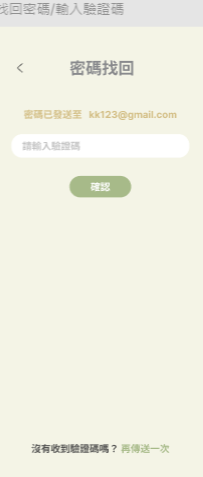 找回密碼/輸入驗證碼
密碼找回
密碼已發送至 kk123@gmail.com
請輸入驗證碼
確認
沒有收到驗證碼嗎？ 再傳送一次